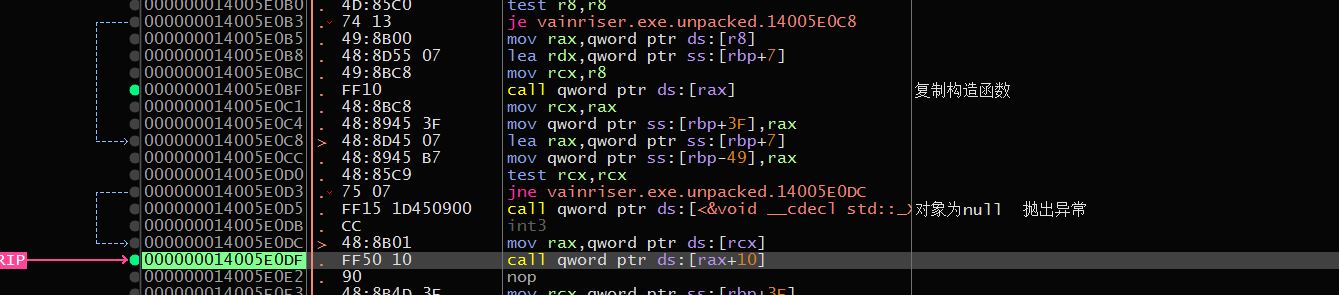 000000014005E0B0 . 4D:85C0 test r8,r8
000000014005E0B3 . 74 13 je vainriser.exe.unpacked.14005E0C8
000000014005E0B5 . 49:8B00 mov rax,qword ptr ds:[r8]
000000014005E0B8 . 48:8D55 07 lea rdx,qword ptr ss:[rbp+7]
000000014005E0BC . 49:8BC8 mov rcx,r8
000000014005E0BF . FF10 call qword ptr ds:[rax] 复制构造函数
000000014005E0C1 . 48:8BC8 mov rcx,rax
000000014005E0C4 . 48:8945 3F mov qword ptr ss:[rbp+3F],rax
000000014005E0C8 > 48:8D45 07 lea rax,qword ptr ss:[rbp+7]
000000014005E0CC . 48:8945 B7 mov qword ptr ss:[rbp-49],rax
000000014005E0D0 . 48:85C9 test rcx,rcx
000000014005E0D3 . 75 07 jne vainriser.exe.unpacked.14005E0DC
000000014005E0D5 . FF15 1D450900 call qword ptr ds:[<&void __cdecl std::_X 对象为null 抛出异常
000000014005E0DB . CC int3
000000014005E0DC > 48:8B01 mov rax,qword ptr ds:[rcx]
RIP 000000014005E0DF . FF50 10 call qword ptr ds:[rax+10]
000000014005E0E2 . 90 nop
000000014005E0E3 . 48:8B4D 3F mov rcx,qword ptr ss:[rbp+3F]